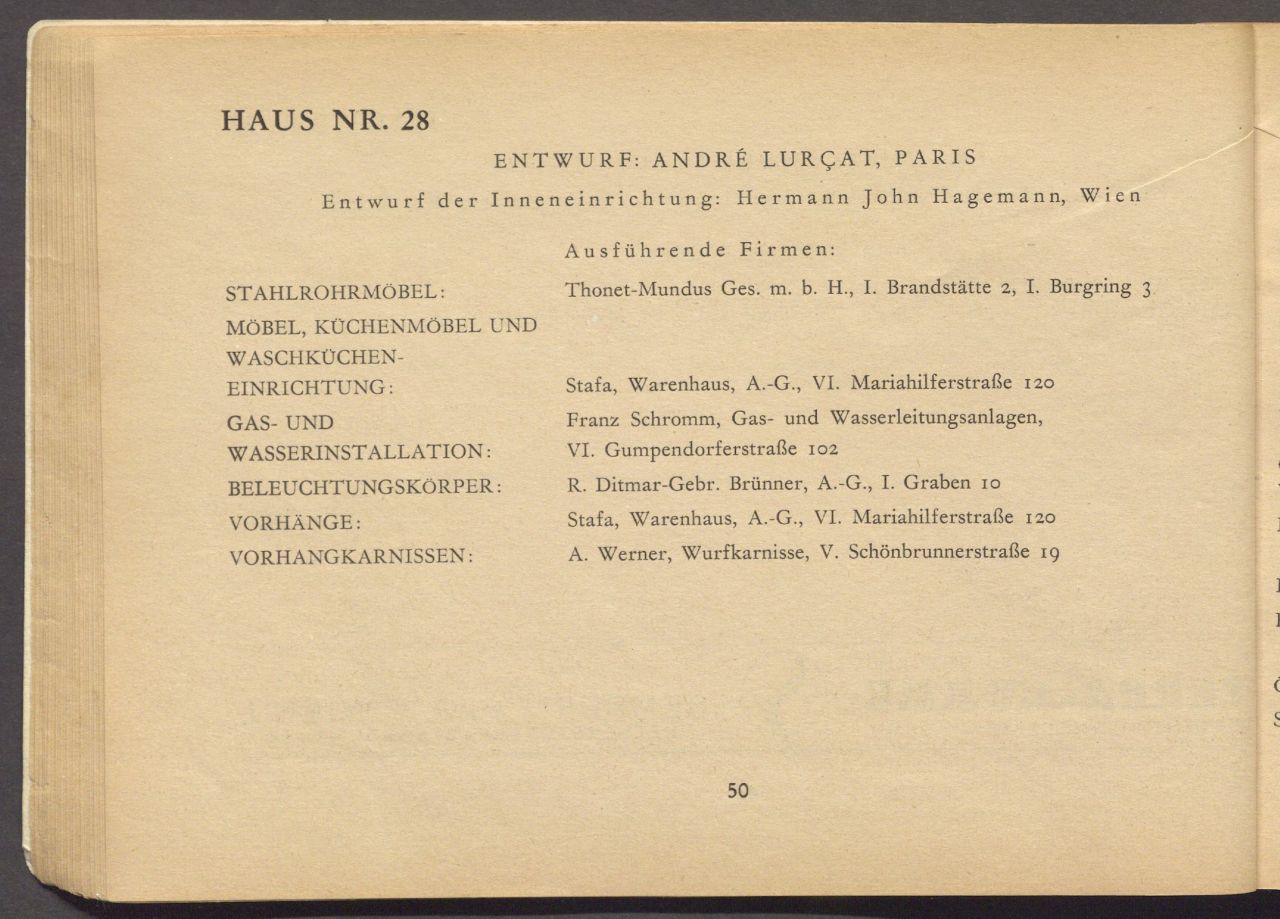 HAUS NR. 28
ENTWURF: ANDRÉ LURÇAT, PARIS
Entwurf der Inneneinrichtung: Hermann John Hagemann, Wien
Ausführende Firmen:
STAHLROHRMÖBEL: Thonet-Mundus Ges. m. b. H., I. Brandstätte 2, I. Burgring 3
MÖBEL, KÜCHENMÖBEL UND
WASCHKÜCHEN-
EINRICHTUNG: Stafa, Warenhaus, A.-G., VI. Mariahilferstraße 120
GAS- UND Franz Schromm, Gas- und Wasserleitungsanlagen,
WASSERINSTALLATION: VI. Gumpendorferstraße 102
BELEUCHTUNGSKÖRPER: R. Ditmar-Gebr. Brünner, A.-G., I. Graben 10
VORHÄNGE: Stafa, Warenhaus, A.-G., VI. Mariahilferstraße 120
VORHANGKARNISSEN: A. Werner, Wurfkarnisse, V. Schönbrunnerstraße 19
50